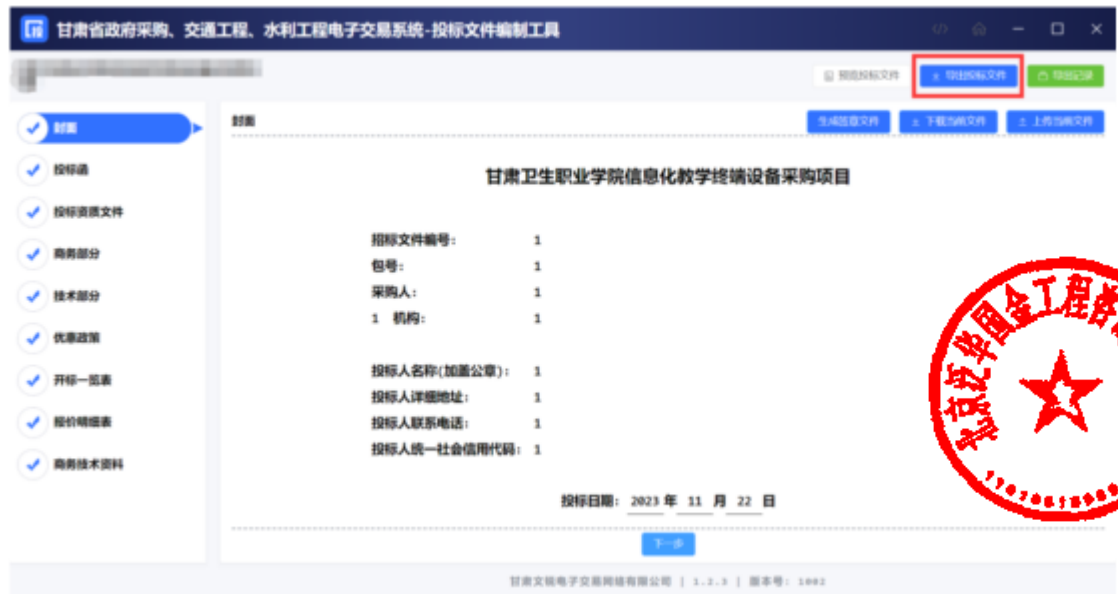 甘肃省政府采购、交通工程、水利工程电子交易系统-投标文件编制工具
预览投标文件 导出投标文件 导出记录
封面
投标函
投标资质文件
商务部分
技术部分
优惠政策
开标一览表
报价明细表
商务技术资料
封面 生成签章文件 下载当前文件 上传当前文件
甘肃卫生职业学院信息化教学终端设备采购项目
招标文件编号: 1
包号: 1
采购人: 1
1 机构: 1
投标人名称(加盖公章): 1
投标人详细地址: 1
投标人联系电话: 1
投标人统一社会信用代码: 1
投标日期: 2023 年 11 月 22 日
下一步
甘肃文锐电子交易网络有限公司 | 1.2.3 | 版本号: 1002
北京泛华国金工程咨